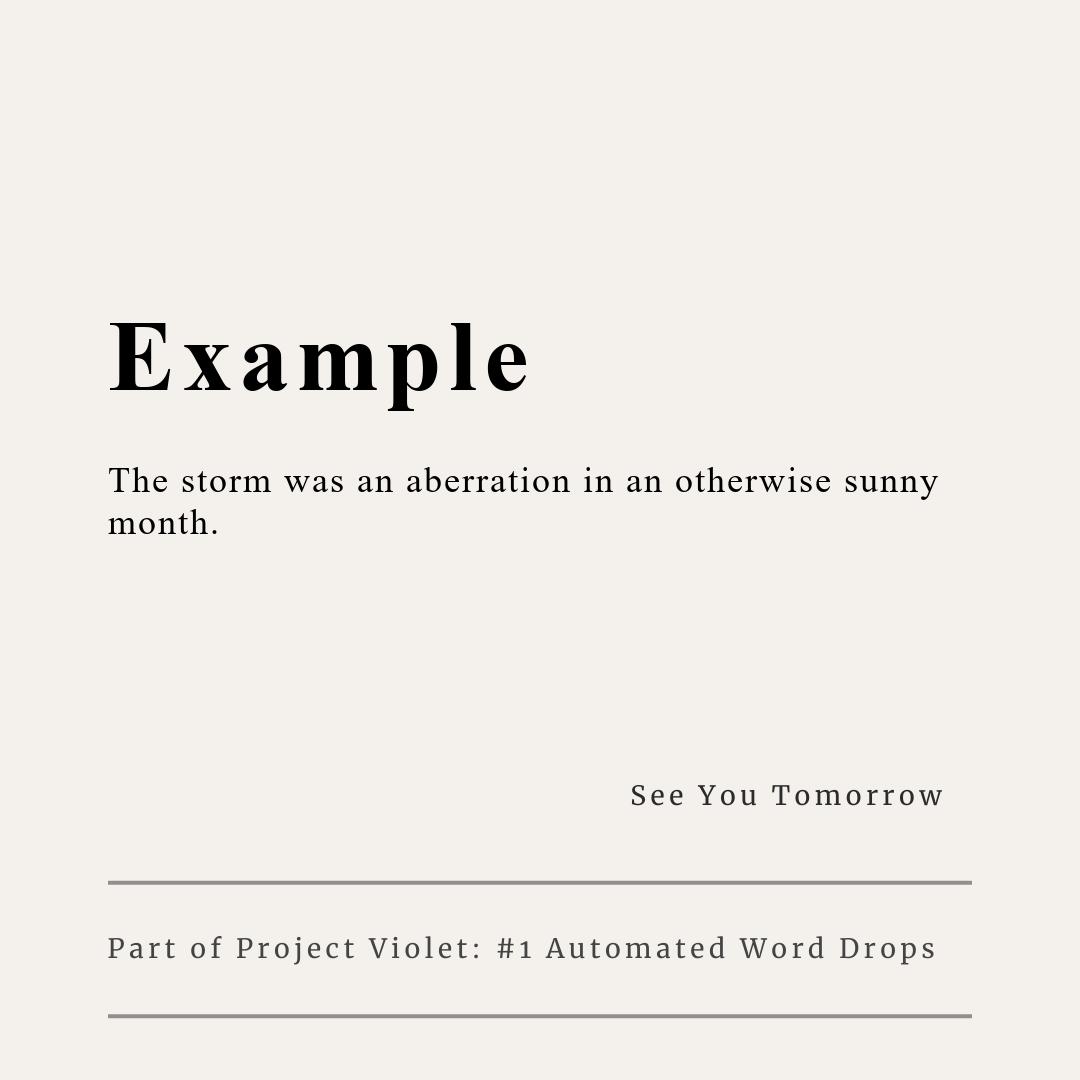 Example
The storm was an aberration in an otherwise sunny
month.
See You Tomorrow
Part of Project Violet: #1 Automated Word Drops